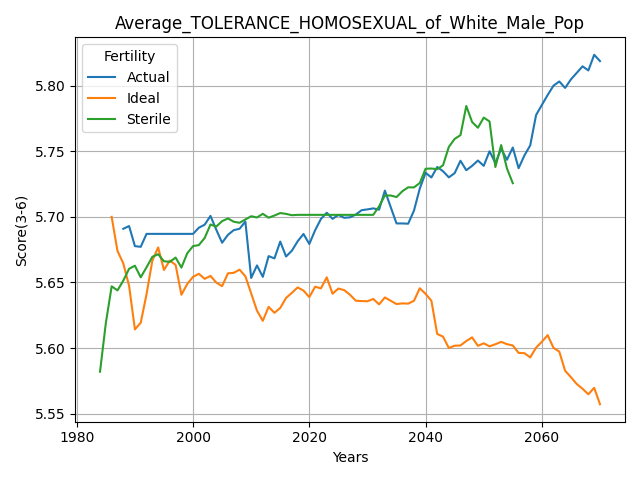 Average_TOLERANCE_HOMOSEXUAL_of_White_Male_Pop
Fertility
Actual
Ideal
Sterile
Score(3-6)
5.80
5.75
5.70
5.65
5.60
5.55
1980
2000
2020
2040
2060
Years